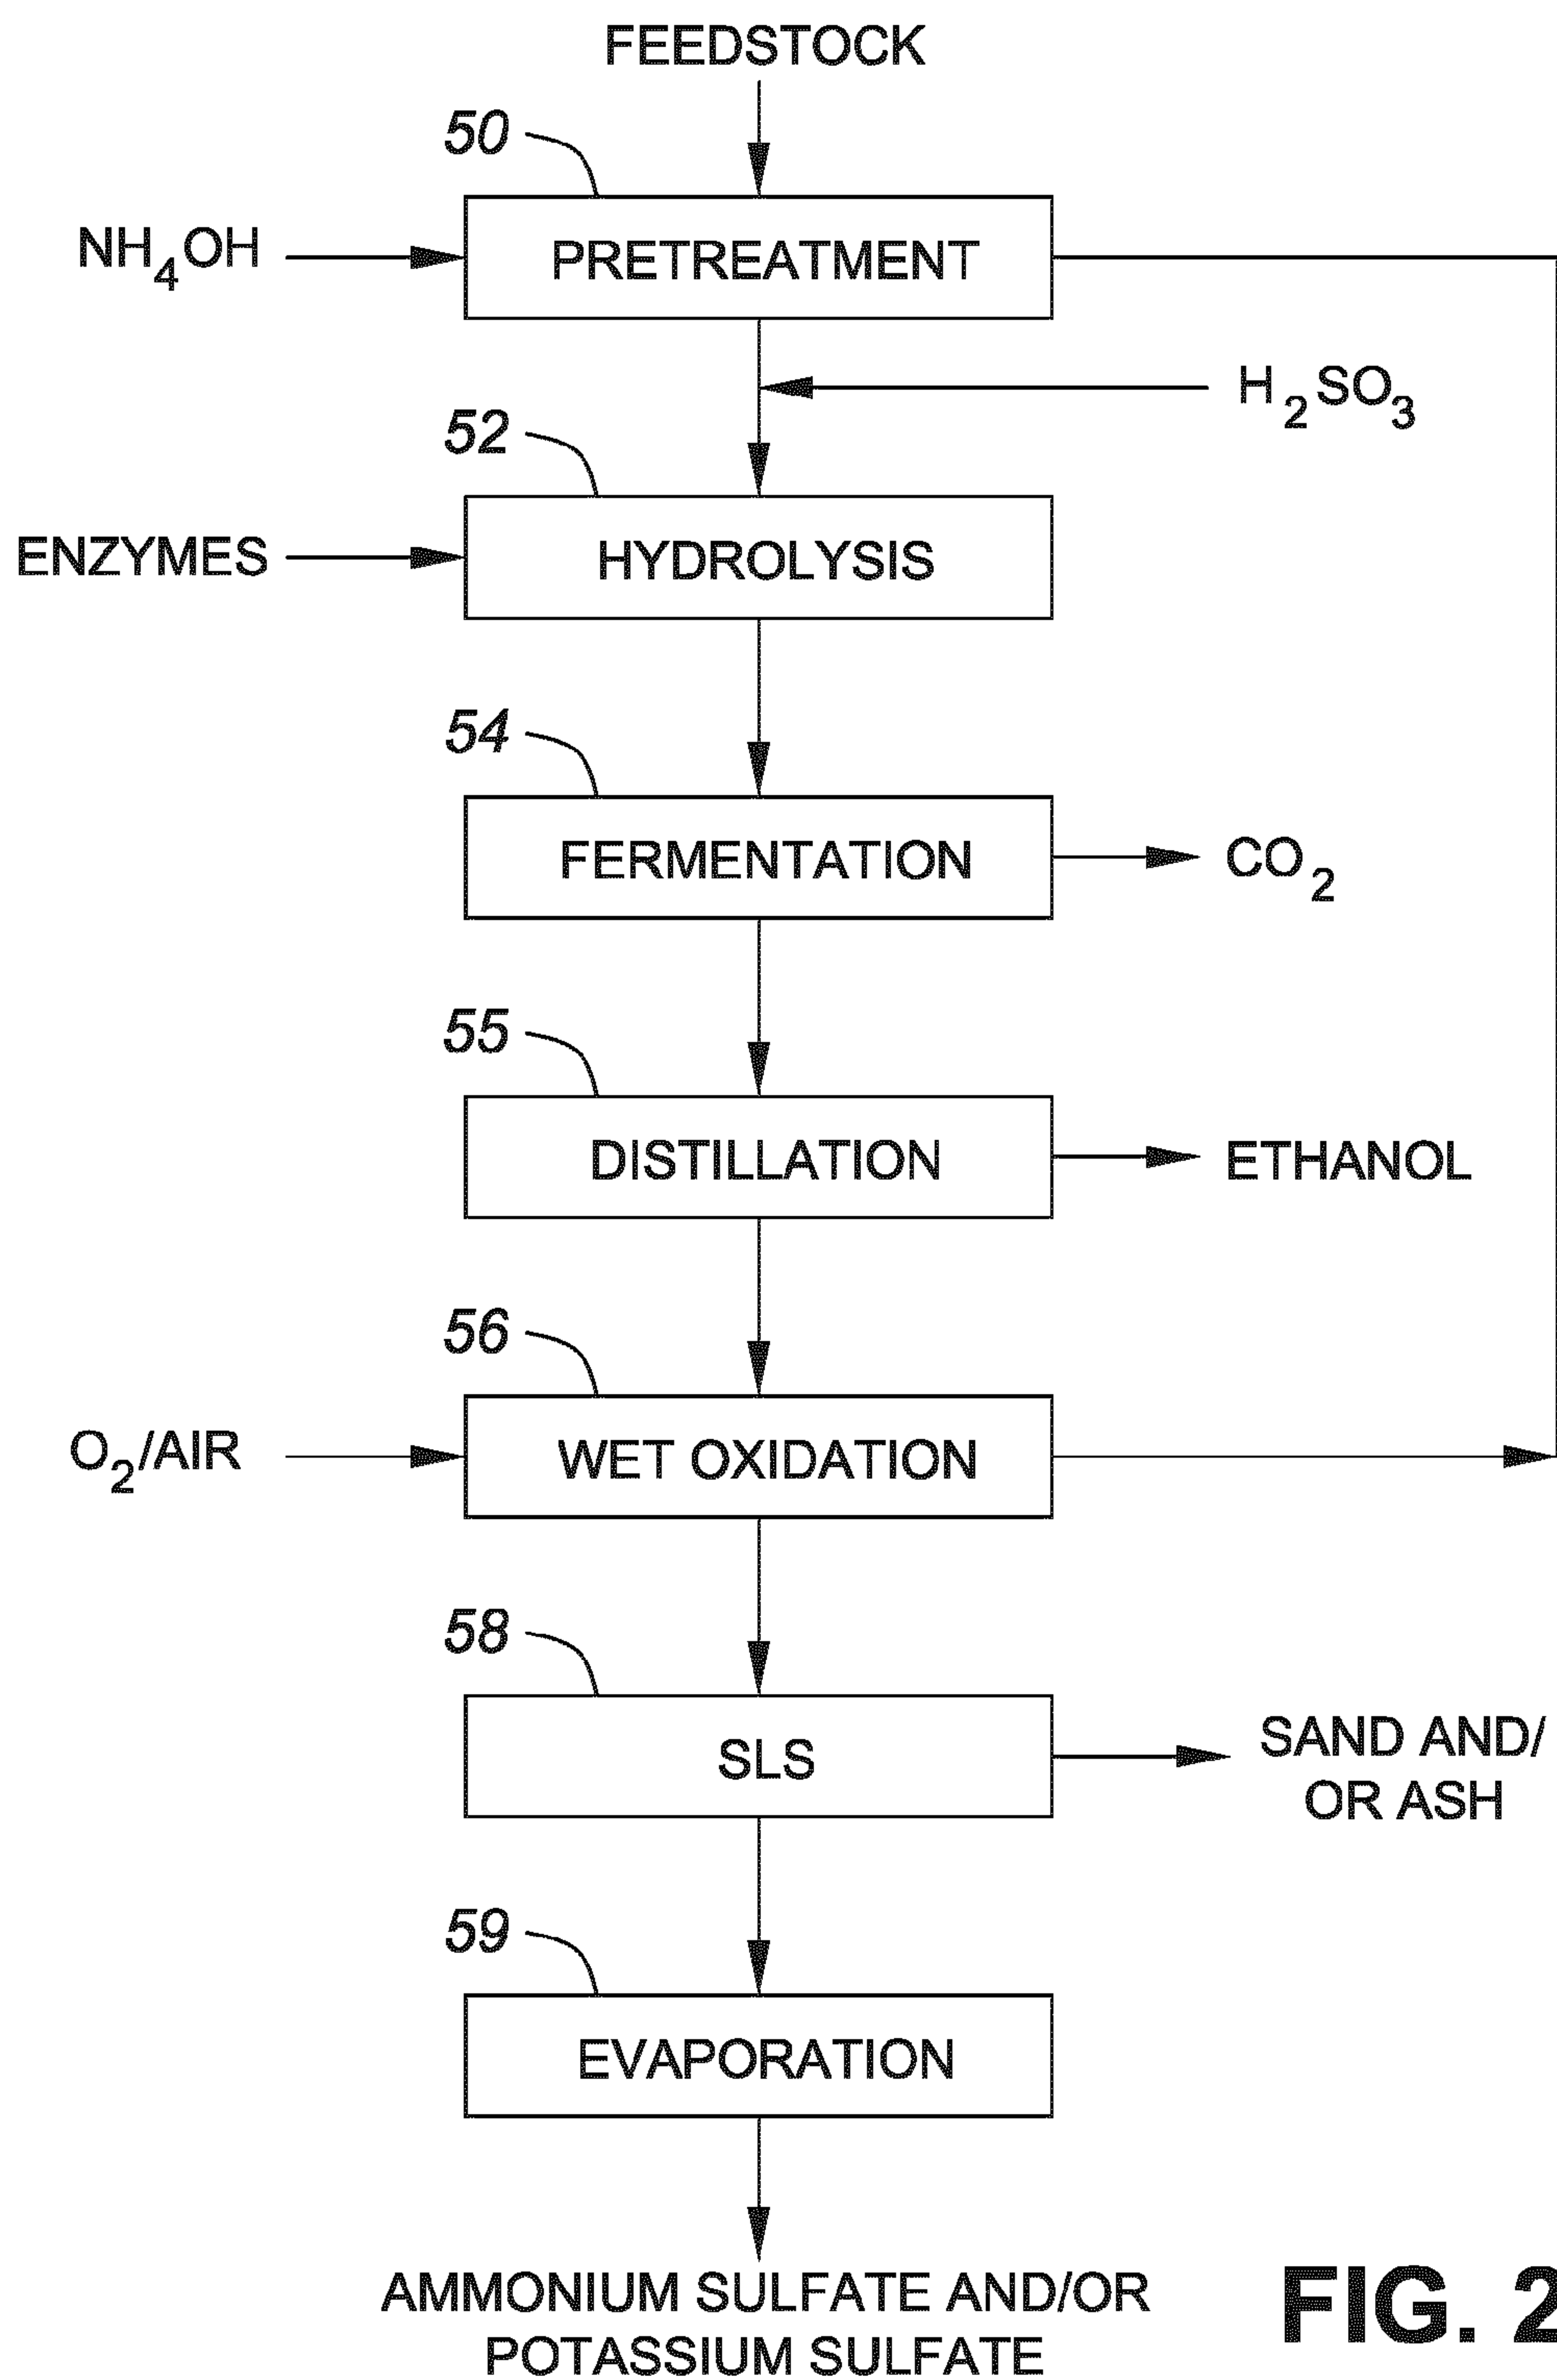 FEEDSTOCK
50
NH₄OH
PRETREATMENT
H₂SO₃
52
ENZYMES
HYDROLYSIS
54
FERMENTATION
CO₂
55
DISTILLATION
ETHANOL
56
O₂/AIR
WET OXIDATION
58
SLS
SAND AND/
OR ASH
59
EVAPORATION
AMMONIUM SULFATE AND/OR
POTASSIUM SULFATE
FIG. 2